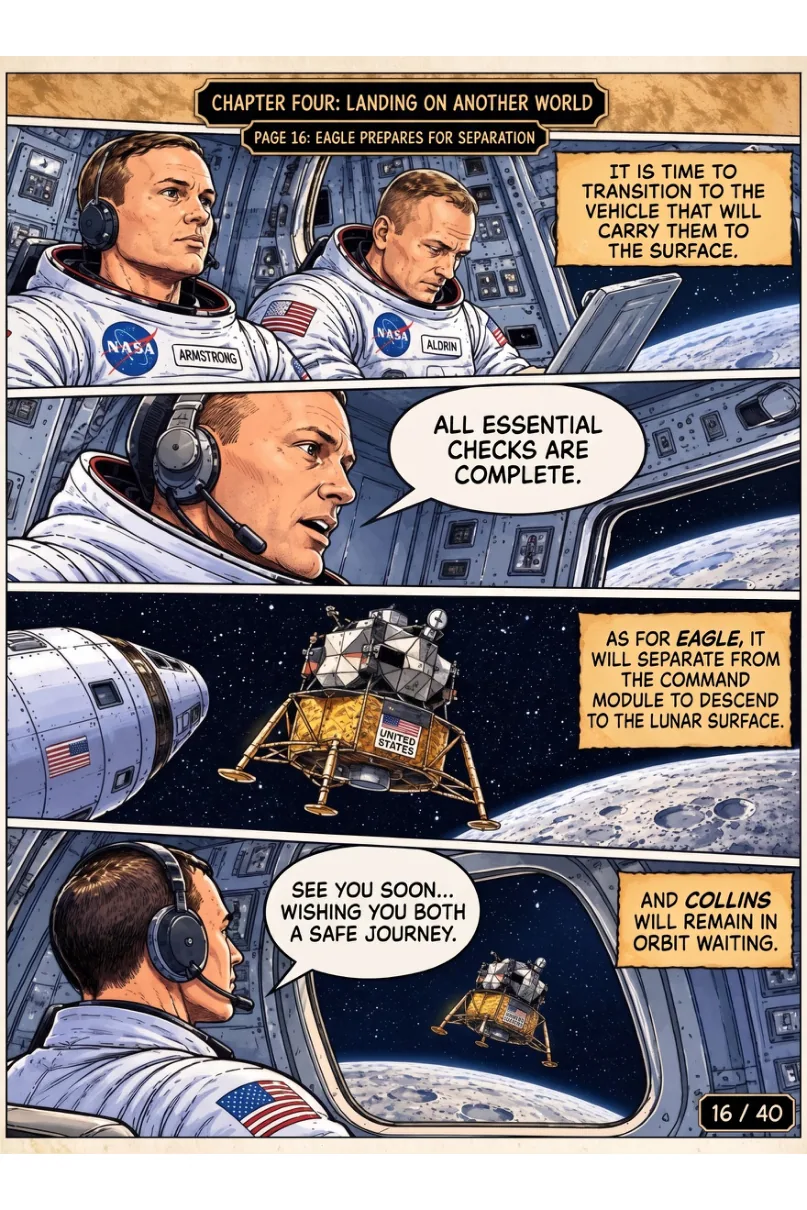 CHAPTER FOUR: LANDING ON ANOTHER WORLD
PAGE 16: EAGLE PREPARES FOR SEPARATION
IT IS TIME TO
TRANSITION TO THE
VEHICLE THAT WILL
CARRY THEM TO
THE SURFACE.
NASA
ARMSTRONG
NASA
ALDRIN
ALL ESSENTIAL
CHECKS ARE
COMPLETE.
AS FOR EAGLE, IT
WILL SEPARATE FROM
THE COMMAND
MODULE TO DESCEND
TO THE LUNAR SURFACE.
UNITED
STATES
SEE YOU SOON...
WISHING YOU BOTH
A SAFE JOURNEY.
AND COLLINS
WILL REMAIN IN
ORBIT WAITING.
16 / 40